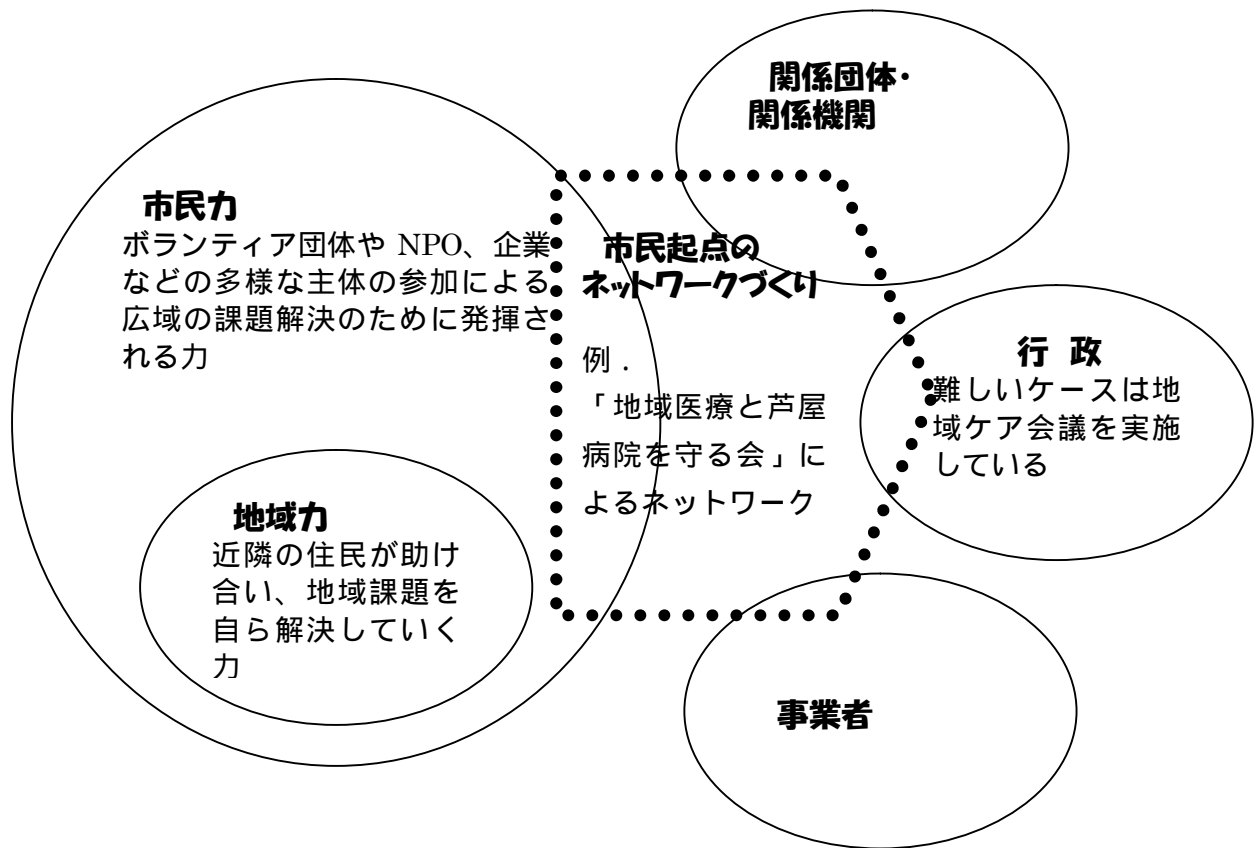 関係団体・
関係機関
市民力
ボランティア団体や NPO、企業
などの多様な主体の参加による
広域の課題解決のために発揮さ
れる力
市民起点の
ネットワークづくり
例．
「地域医療と芦屋
病院を守る会」に
よるネットワーク
行 政
難しいケースは地
域ケア会議を実施
している
地域力
近隣の住民が助け
合い、地域課題を
自ら解決していく
力
事業者